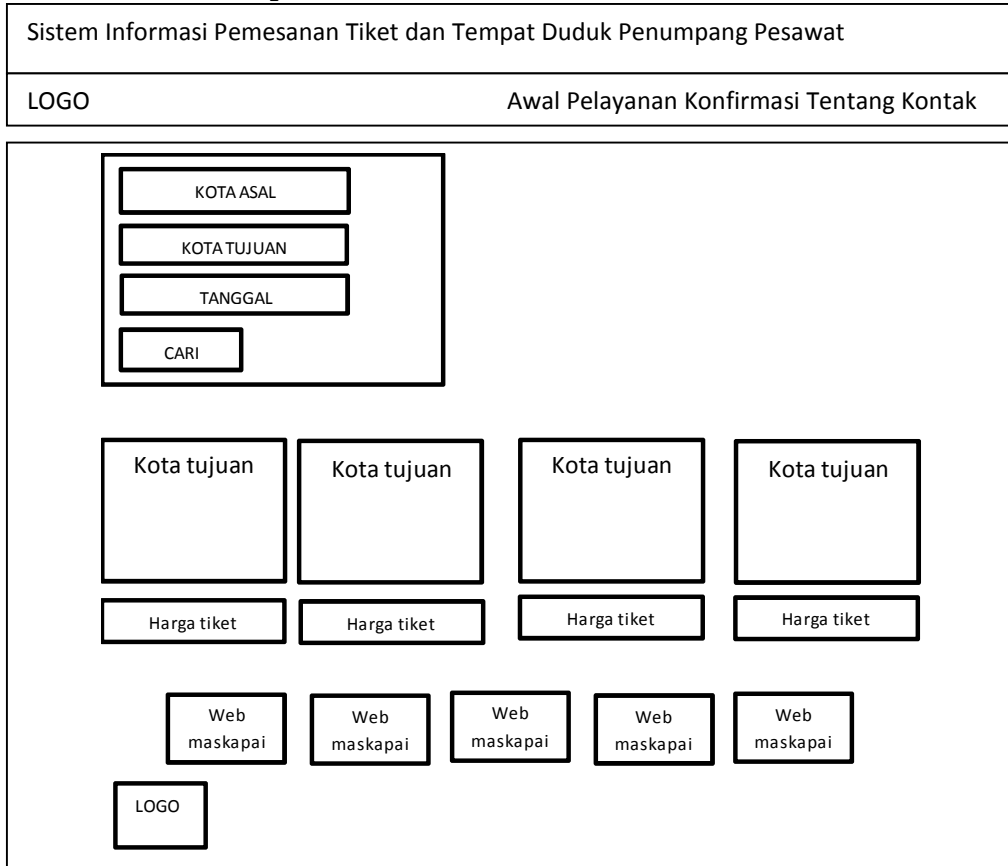 Sistem Informasi Pemesanan Tiket dan Tempat Duduk Penumpang Pesawat
LOGO Awal Pelayanan Konfirmasi Tentang Kontak
KOTA ASAL
KOTA TUJUAN
TANGGAL
CARI
Kota tujuan Kota tujuan Kota tujuan Kota tujuan
Harga tiket Harga tiket Harga tiket Harga tiket
Web maskapai
Web maskapai
Web maskapai
Web maskapai
Web maskapai
LOGO